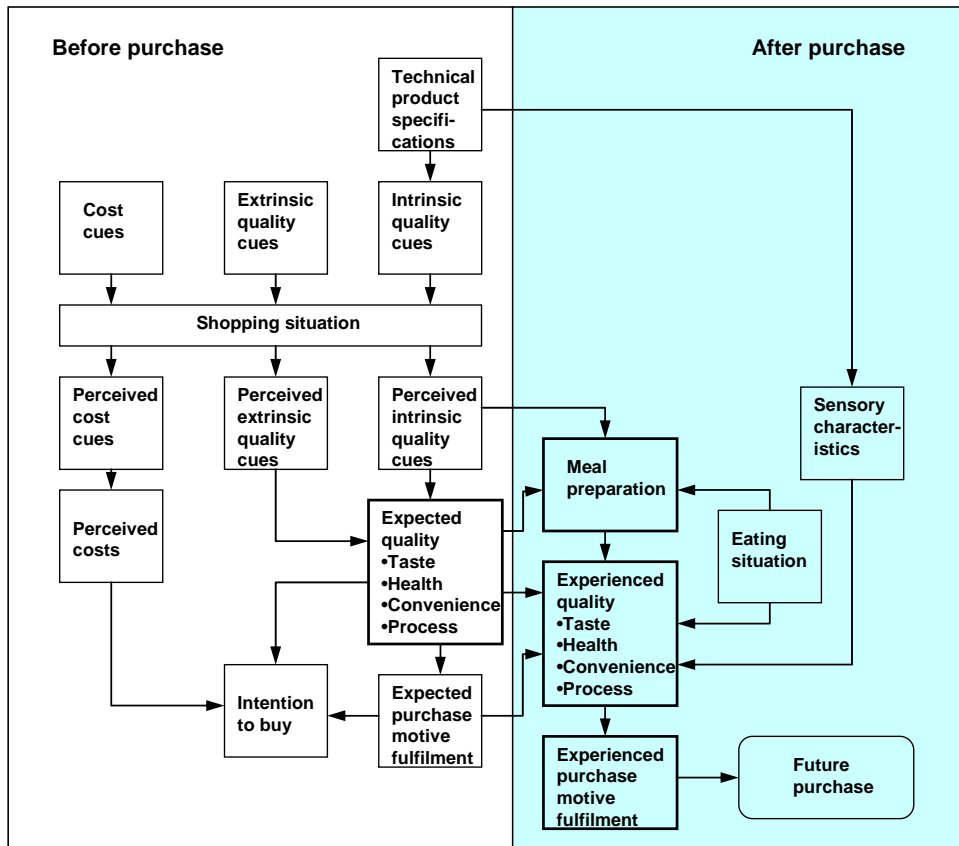 Before purchase
After purchase
Technical
product
specifi-
cations
Cost
cues
Extrinsic
quality
cues
Intrinsic
quality
cues
Shopping situation
Perceived
cost
cues
Perceived
extrinsic
quality
cues
Perceived
intrinsic
quality
cues
Sensory
character-
istics
Meal
preparation
Perceived
costs
Expected
quality
•Taste
•Health
•Convenience
•Process
Eating
situation
Experienced
quality
•Taste
•Health
•Convenience
•Process
Intention
to buy
Expected
purchase
motive
fulfilment
Experienced
purchase
motive
fulfilment
Future
purchase